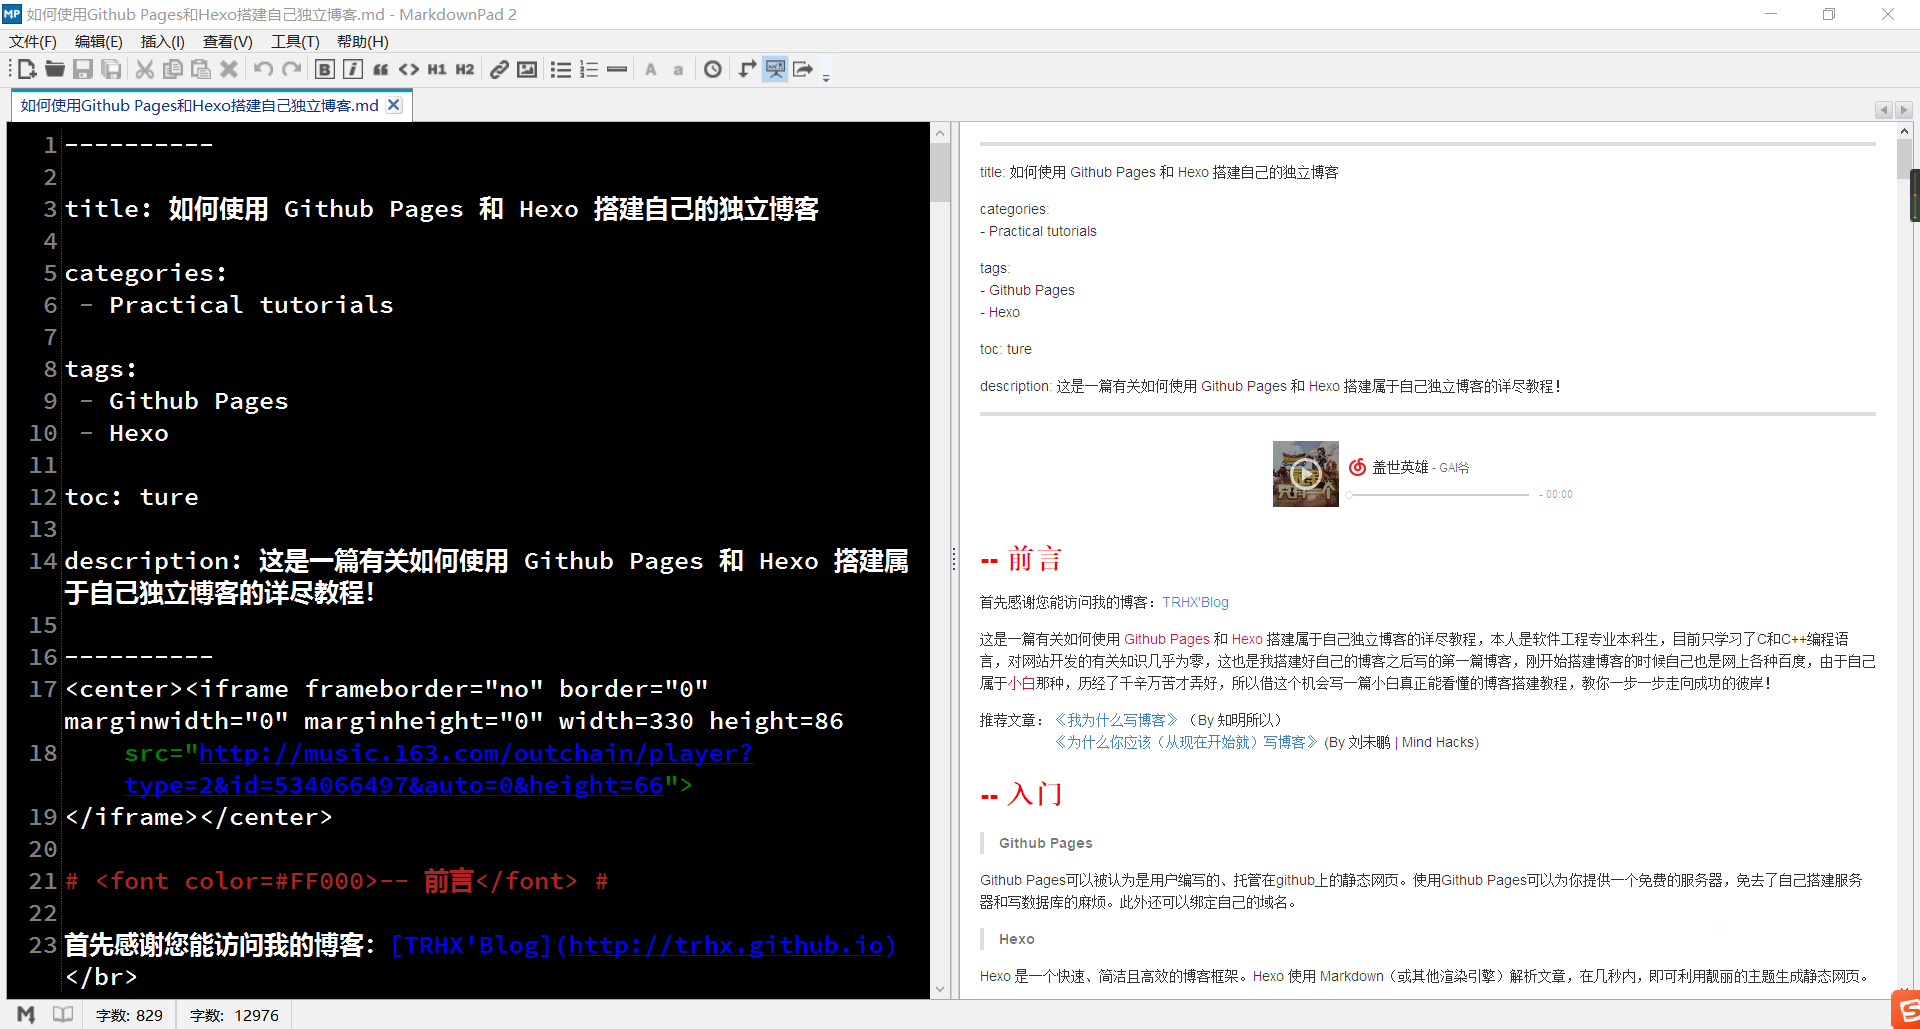 MP 如何使用Github Pages和Hexo搭建自己独立博客.md - MarkdownPad 2
文件(F) 编辑(E) 插入(I) 查看(V) 工具(T) 帮助(H)
B i “ <> H1 H2 A a
如何使用Github Pages和Hexo搭建自己独立博客.md
1 ----------
2
3 title: 如何使用 Github Pages 和 Hexo 搭建自己的独立博客
4
5 categories:
6 - Practical tutorials
7
8 tags:
9 - Github Pages
10 - Hexo
11
12 toc: ture
13
14 description: 这是一篇有关如何使用 Github Pages 和 Hexo 搭建属
于自己独立博客的详尽教程！
15
16 ----------
17 <center><iframe frameborder="no" border="0"
marginwidth="0" marginheight="0" width=330 height=86
18 src="http://music.163.com/outchain/player?
type=2&id=534066497&auto=0&height=66">
19 </iframe></center>
20
21 # <font color=#FF000>-- 前言</font> #
22
23 首先感谢您能访问我的博客：[TRHX'Blog](http://trhx.github.io)
</br>
title: 如何使用 Github Pages 和 Hexo 搭建自己的独立博客
categories:
- Practical tutorials
tags:
- Github Pages
- Hexo
toc: ture
description: 这是一篇有关如何使用 Github Pages 和 Hexo 搭建属于自己独立博客的详尽教程！
只有一个
盖世英雄 - GAI爷
- 00:00
-- 前言
首先感谢您能访问我的博客：TRHX'Blog
这是一篇有关如何使用 Github Pages 和 Hexo 搭建属于自己独立博客的详尽教程，本人是软件工程专业本科生，目前只学习了C和C++编程语
言，对网站开发的有关知识几乎为零，这也是我搭建好自己的博客之后写的第一篇博客，刚开始搭建博客的时候自己也是网上各种百度，由于自己
属于小白那种，历经了千辛万苦才弄好，所以借这个机会写一篇小白真正能看懂的博客搭建教程，教你一步一步走向成功的彼岸！
推荐文章：《我为什么写博客》（By 知明所以）
《为什么你应该（从现在开始就）写博客》(By 刘未鹏 | Mind Hacks)
-- 入门
Github Pages
Github Pages可以被认为是用户编写的、托管在github上的静态网页。使用Github Pages可以为你提供一个免费的服务器，免去了自己搭建服务
器和写数据库的麻烦。此外还可以绑定自己的域名。
Hexo
Hexo 是一个快速、简洁且高效的博客框架。Hexo 使用 Markdown（或其他渲染引擎）解析文章，在几秒内，即可利用靓丽的主题生成静态网页。
字数: 829 字数: 12976